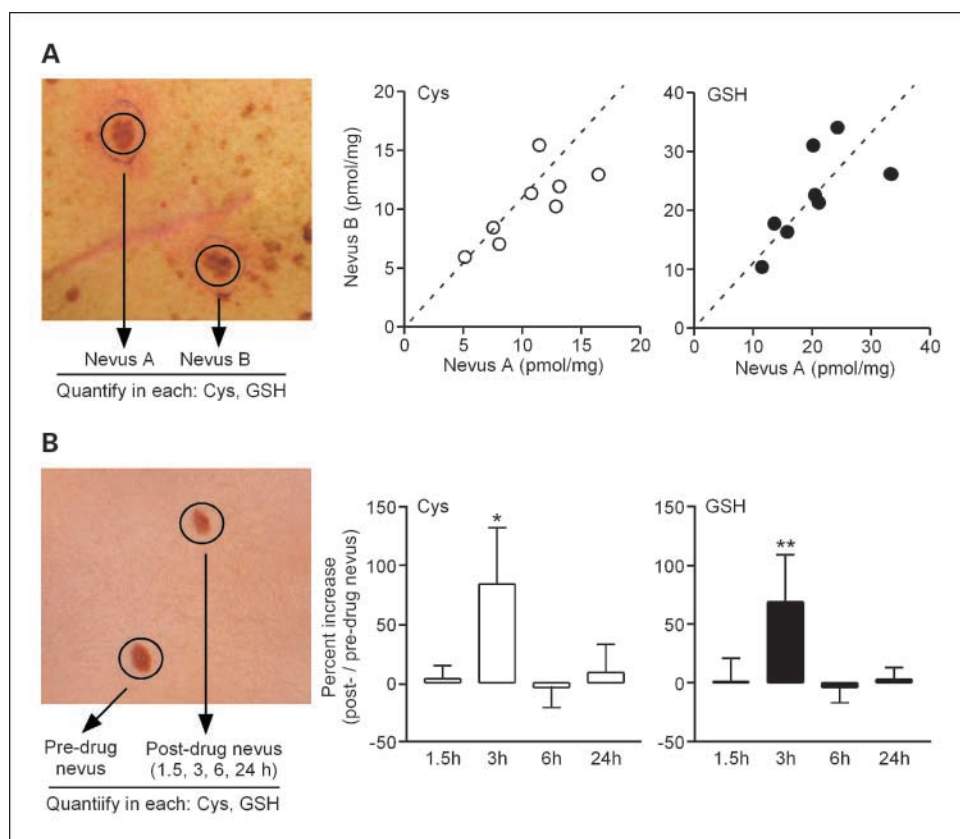 A
Nevus A Nevus B
Quantify in each: Cys, GSH
Cys
Nevus B (pmol/mg)
20
15
10
5
0
0 5 10 15 20
Nevus A (pmol/mg)
GSH
40
30
20
10
0
0 10 20 30 40
Nevus A (pmol/mg)
B
Pre-drug Post-drug nevus
nevus (1.5, 3, 6, 24 h)
Quantiify in each: Cys, GSH
Percent increase
(post- / pre-drug nevus)
Cys
150
100
50
0
-50
*
1.5h 3h 6h 24h
GSH
150
100
50
0
-50
**
1.5h 3h 6h 24h